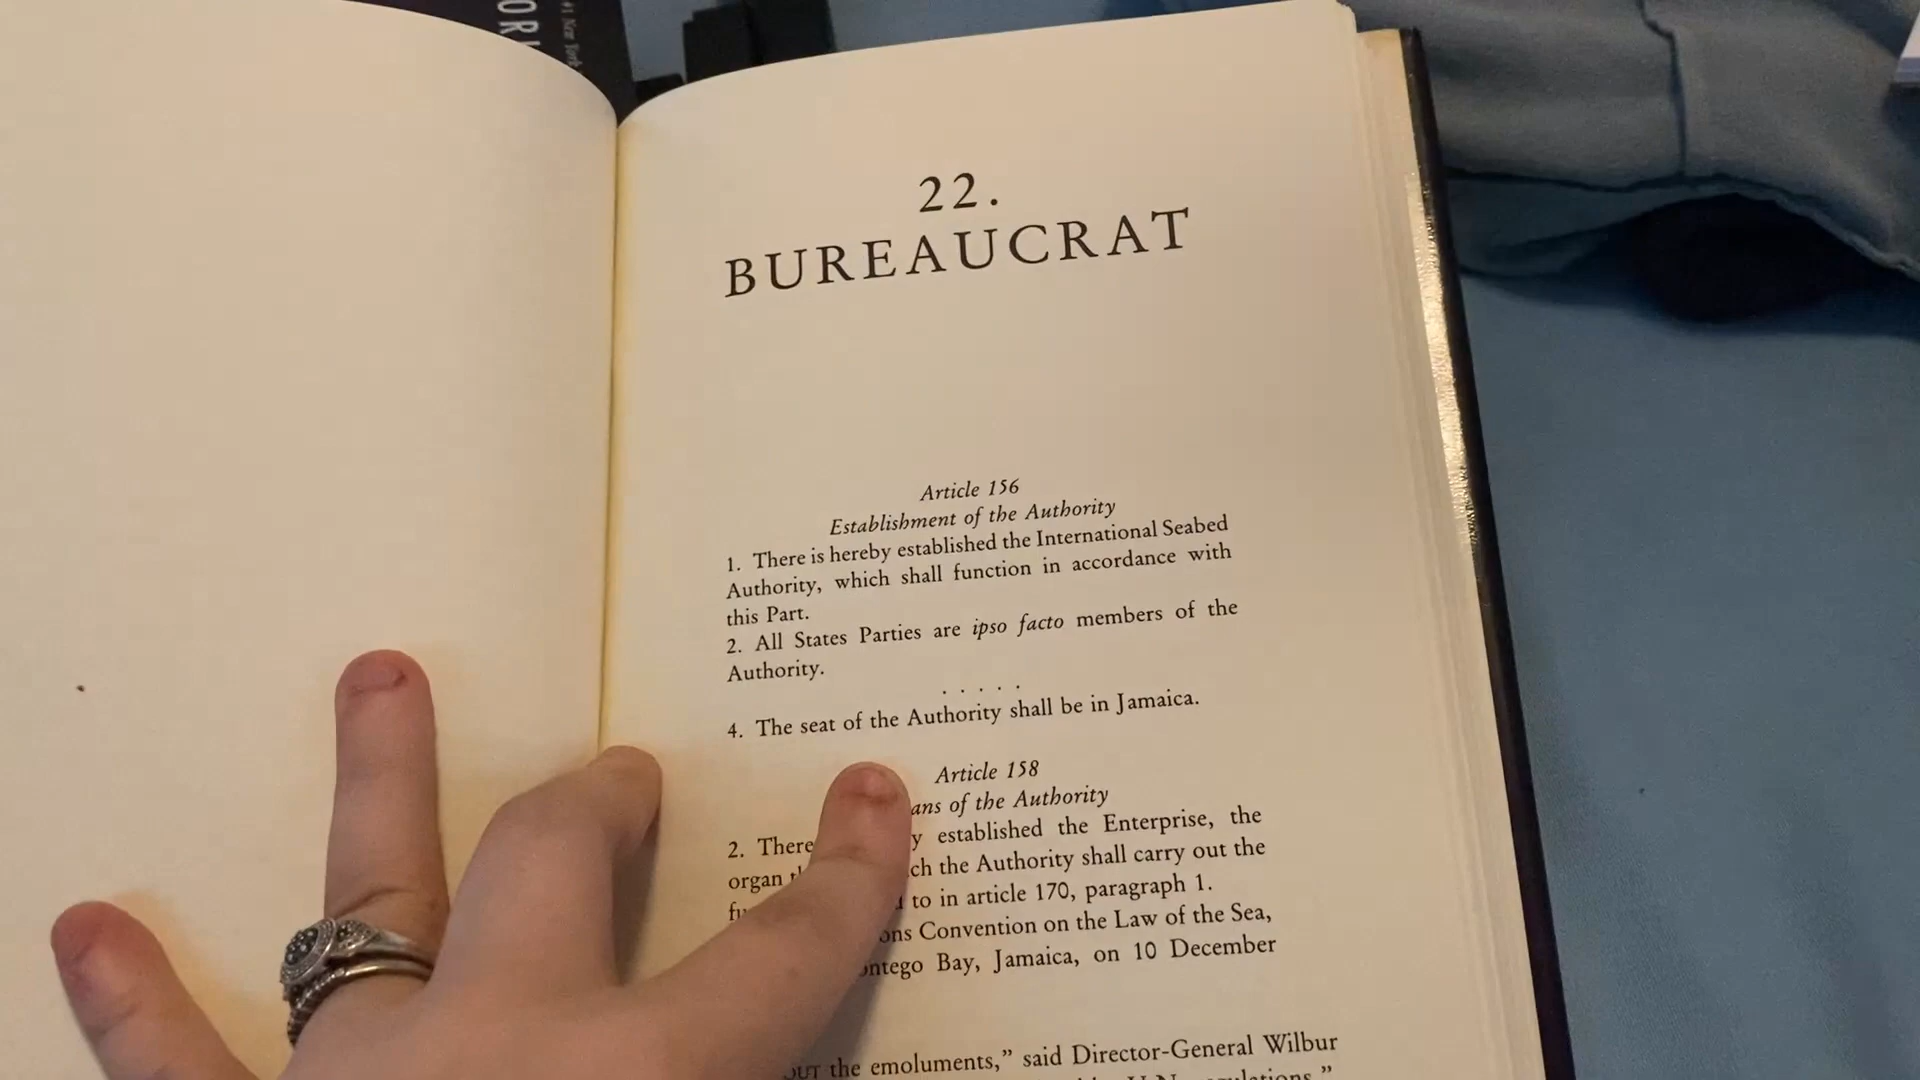 ORL
#1 New York
22.
BUREAUCRAT
Article 156
Establishment of the Authority
1. There is hereby established the International Seabed
Authority, which shall function in accordance with
this Part.
2. All States Parties are ipso facto members of the
Authority.
. . . . .
4. The seat of the Authority shall be in Jamaica.
Article 158
of the Authority
2. There established the Enterprise, the
organ the Authority shall carry out the
to in article 170, paragraph 1.
Convention on the Law of the Sea,
Bay, Jamaica, on 10 December
the emoluments,” said Director-General Wilbur